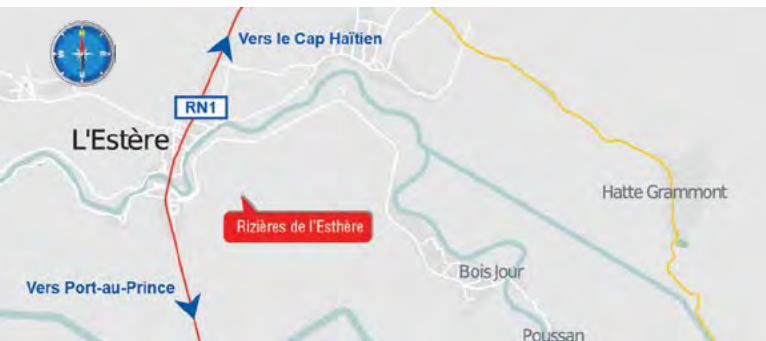 Vers le Cap Haïtien
RN1
L'Estère
Hatte Grammont
Rizières de l'Esthère
Bois Jour
Vers Port-au-Prince
Poussan